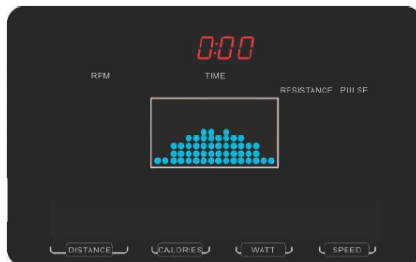 0:00
RPM TIME
RESISTANCE PULSE
DISTANCE CALORIES WATT SPEED